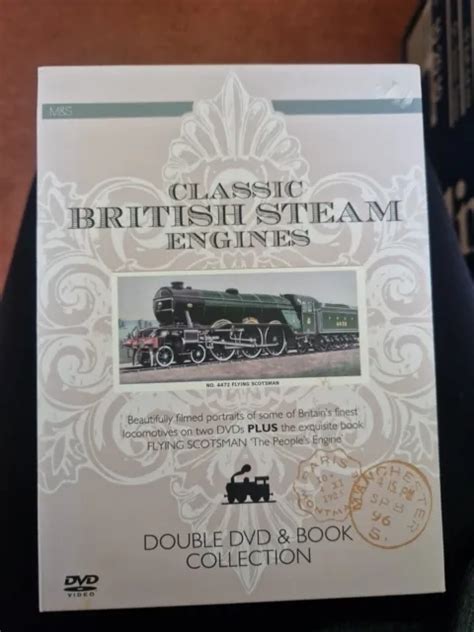 M&S
CLASSIC
BRITISH STEAM
ENGINES
4472
NO. 4472 FLYING SCOTSMAN
Beautifully filmed portraits of some of Britain's finest
locomotives on two DVDs PLUS the exquisite book
FLYING SCOTSMAN 'The People's Engine'
PARIS
MANCHESTER
DOUBLE DVD & BOOK
COLLECTION
DVD
VIDEO